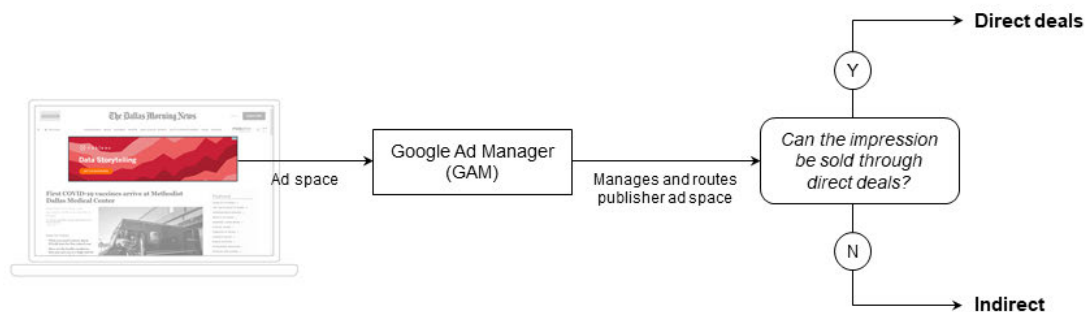 Direct deals
Y
The Dallas Morning News
Data Storytelling
Ad space
Google Ad Manager
(GAM)
Manages and routes
publisher ad space
Can the impression
be sold through
direct deals?
First COVID-19 vaccines arrive at Methodist
Dallas Medical Center
N
Indirect